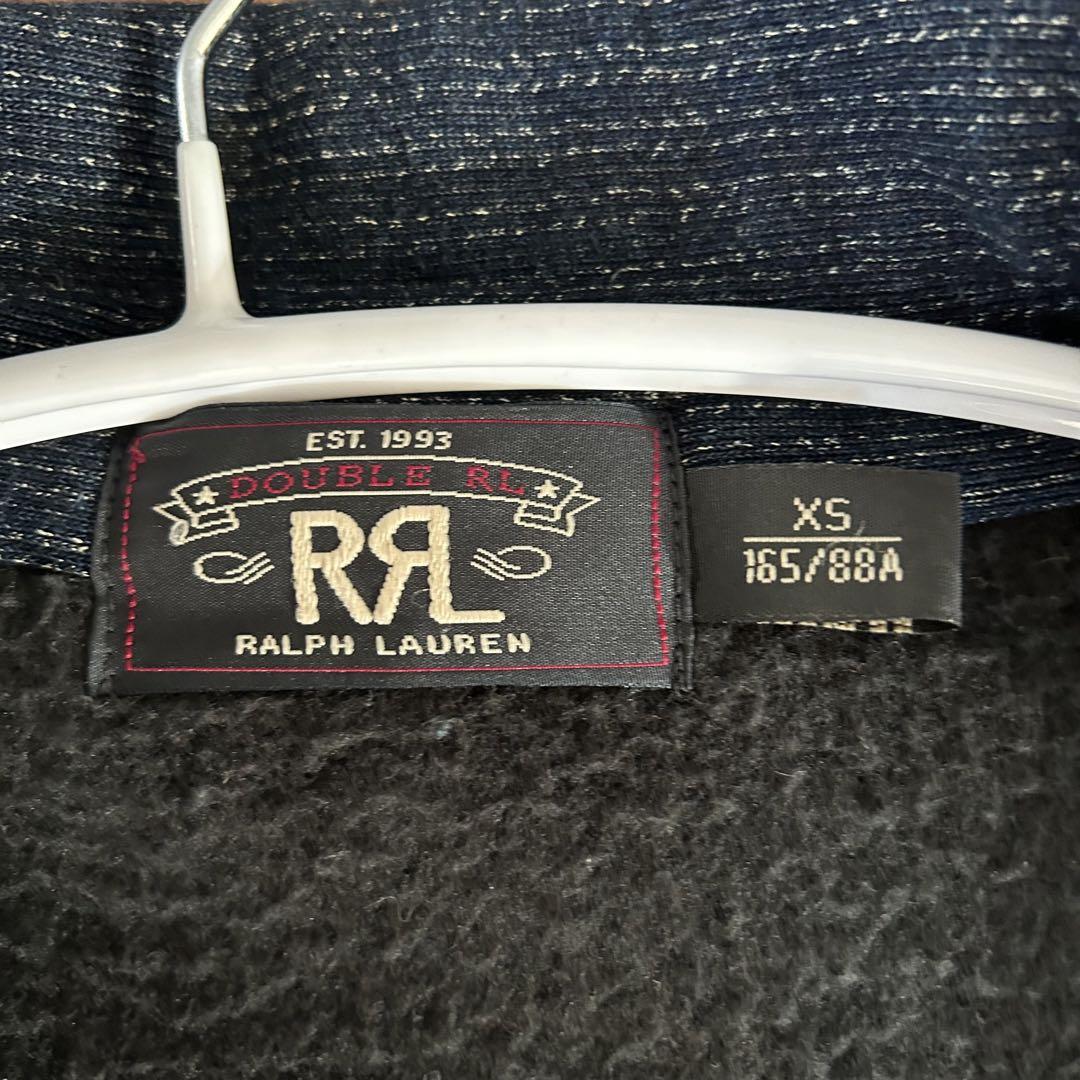 EST. 1993
DOUBLE RL
RRL
RALPH LAUREN
XS
165/88A